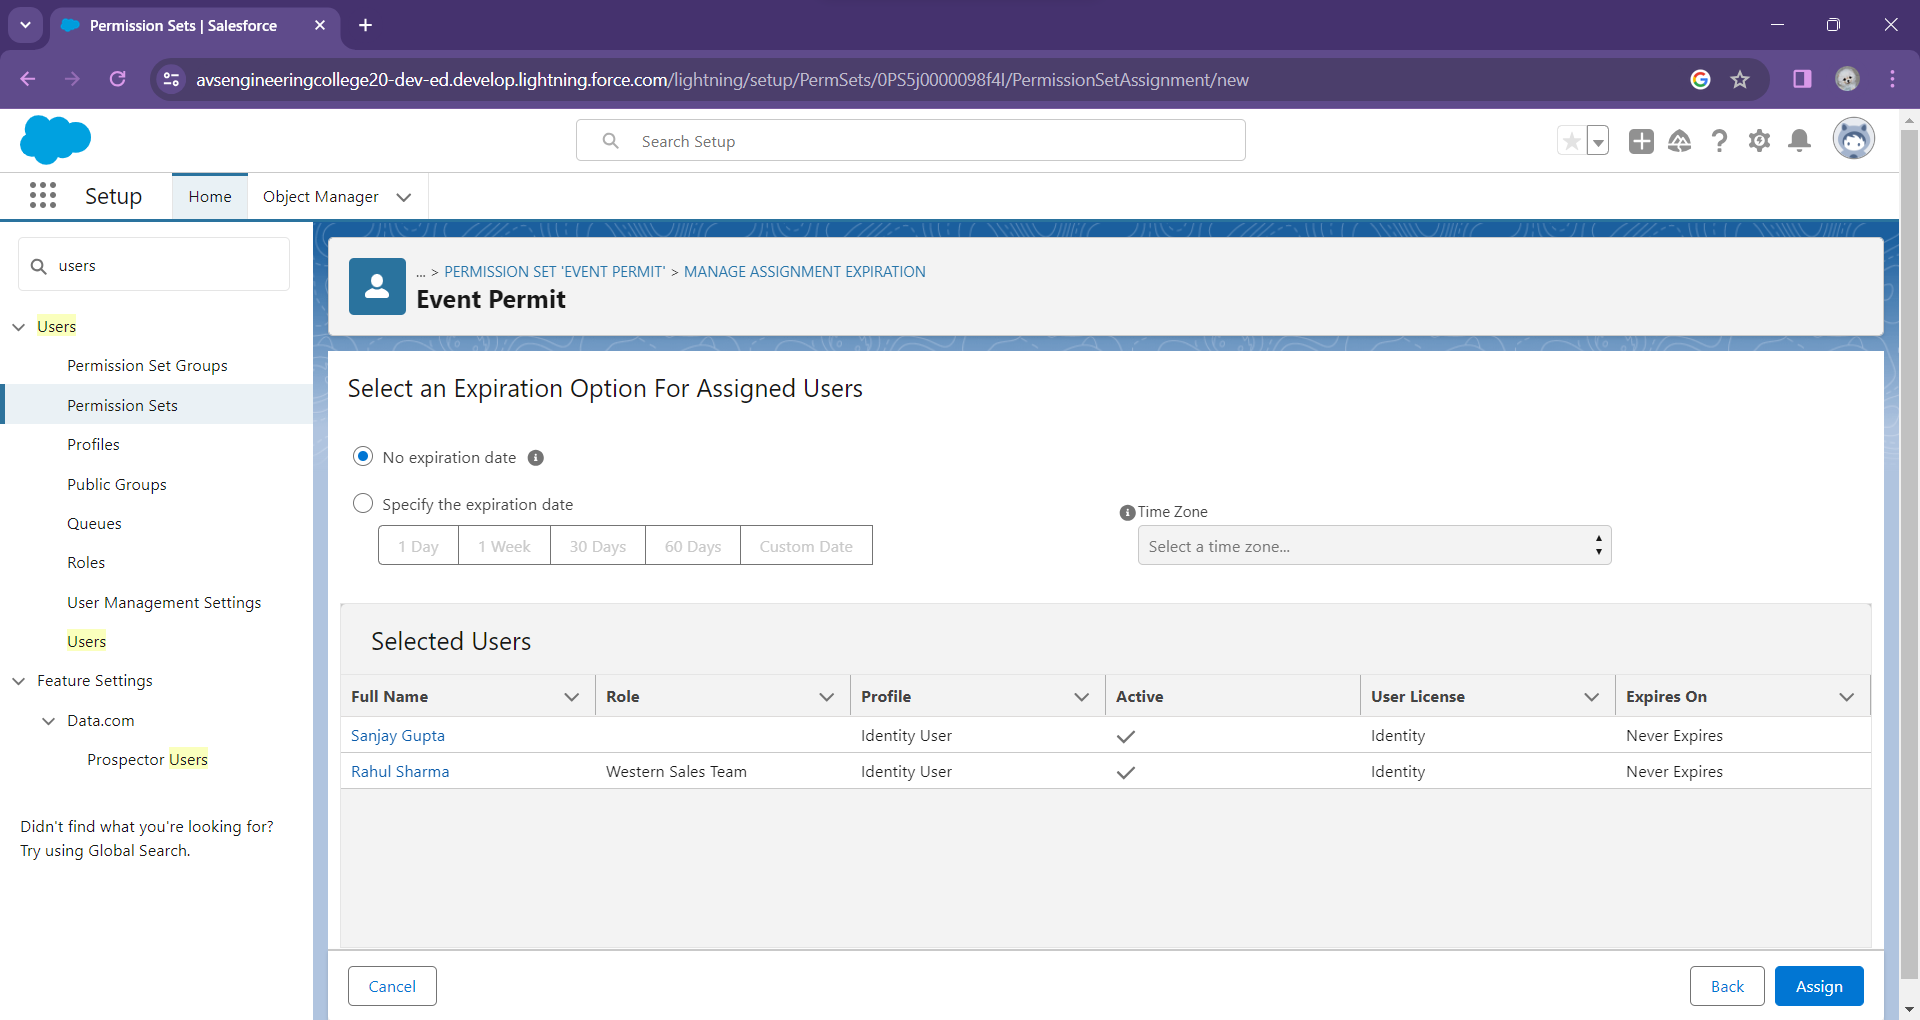 Permission Sets | Salesforce
avsengineeringcollege20-dev-ed.develop.lightning.force.com/lightning/setup/PermSets/0PS5j0000098f4I/PermissionSetAssignment/new
Search Setup
Setup
Home
Object Manager
users
Users
Permission Set Groups
Permission Sets
Profiles
Public Groups
Queues
Roles
User Management Settings
Users
Feature Settings
Data.com
Prospector Users
Didn't find what you're looking for?
Try using Global Search.
... > PERMISSION SET 'EVENT PERMIT' > MANAGE ASSIGNMENT EXPIRATION
Event Permit
Select an Expiration Option For Assigned Users
No expiration date
Specify the expiration date
1 Day 1 Week 30 Days 60 Days Custom Date
Time Zone
Select a time zone...
Selected Users
Full Name Role Profile Active User License Expires On
Sanjay Gupta Identity User Identity Never Expires
Rahul Sharma Western Sales Team Identity User Identity Never Expires
Cancel
Back
Assign